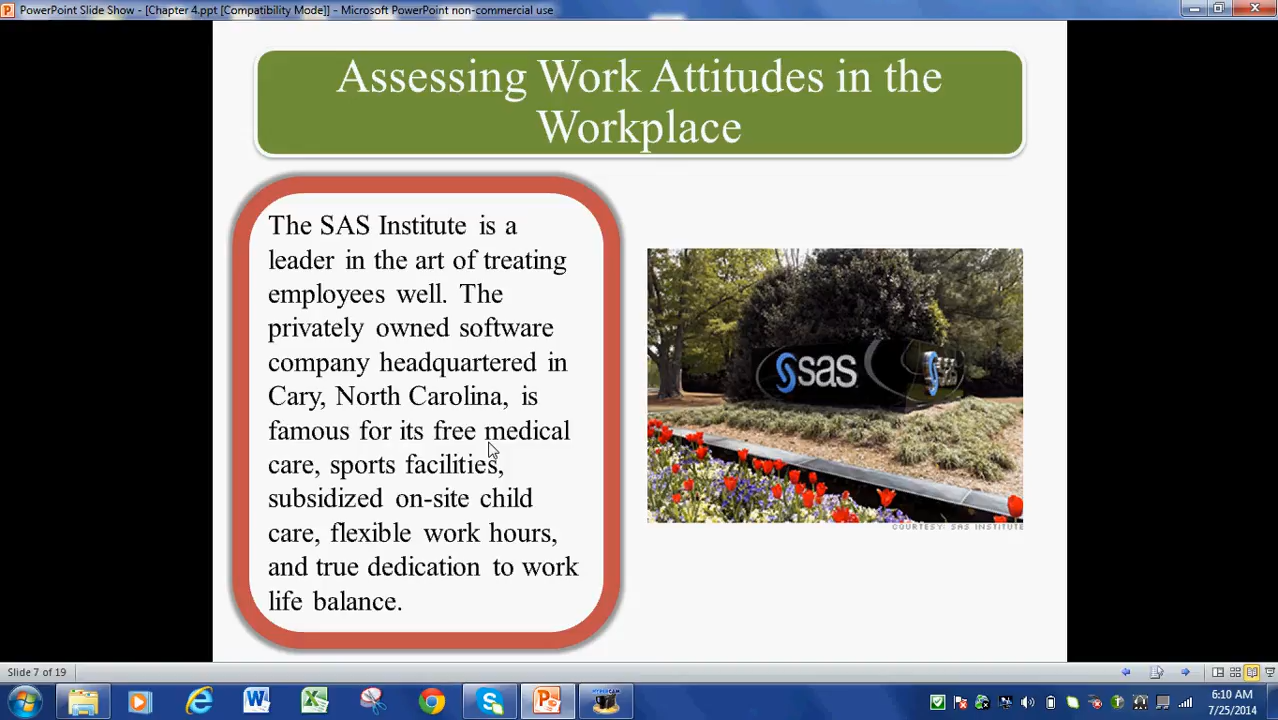 PowerPoint Slide Show - [Chapter 4.ppt [Compatibility Mode]] - Microsoft PowerPoint non-commercial use
Assessing Work Attitudes in the
Workplace
The SAS Institute is a
leader in the art of treating
employees well. The
privately owned software
company headquartered in
Cary, North Carolina, is
famous for its free medical
care, sports facilities,
subsidized on-site child
care, flexible work hours,
and true dedication to work
life balance.
sas
COURTESY: SAS INSTITUTE
Slide 7 of 19
6:10 AM
7/25/2014